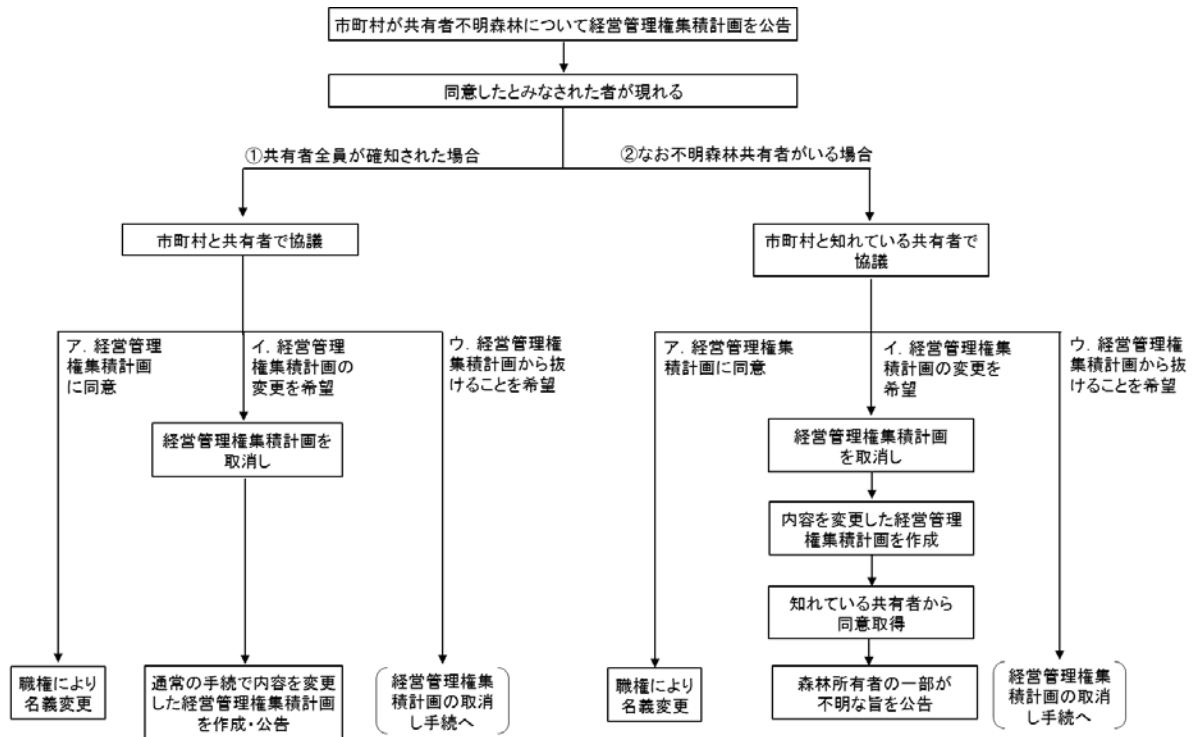 市町村が共有者不明森林について経営管理権集積計画を公告
同意したとみなされた者が現れる
①共有者全員が確知された場合
②なお不明森林共有者がいる場合
市町村と共有者で協議
市町村と知れている共有者で
協議
ア．経営管理
権集積計画
に同意
イ．経営管理
権集積計画の
変更を希望
ウ．経営管理権
集積計画から抜
けることを希望
ア．経営管理権集
積計画に同意
イ．経営管理権集
積計画の変更を
希望
ウ．経営管理権
集積計画から抜
けることを希望
経営管理権集積計画を
取消し
経営管理権集積計画
を取消し
内容を変更した経営管理
権集積計画を作成
知れている共有者から
同意取得
職権により
名義変更
通常の手続で内容を変更
した経営管理権集積計画
を作成・公告
経営管理権集
積計画の取消
し手続へ
職権により
名義変更
森林所有者の一部が
不明な旨を公告
経営管理権集
積計画の取消
し手続へ